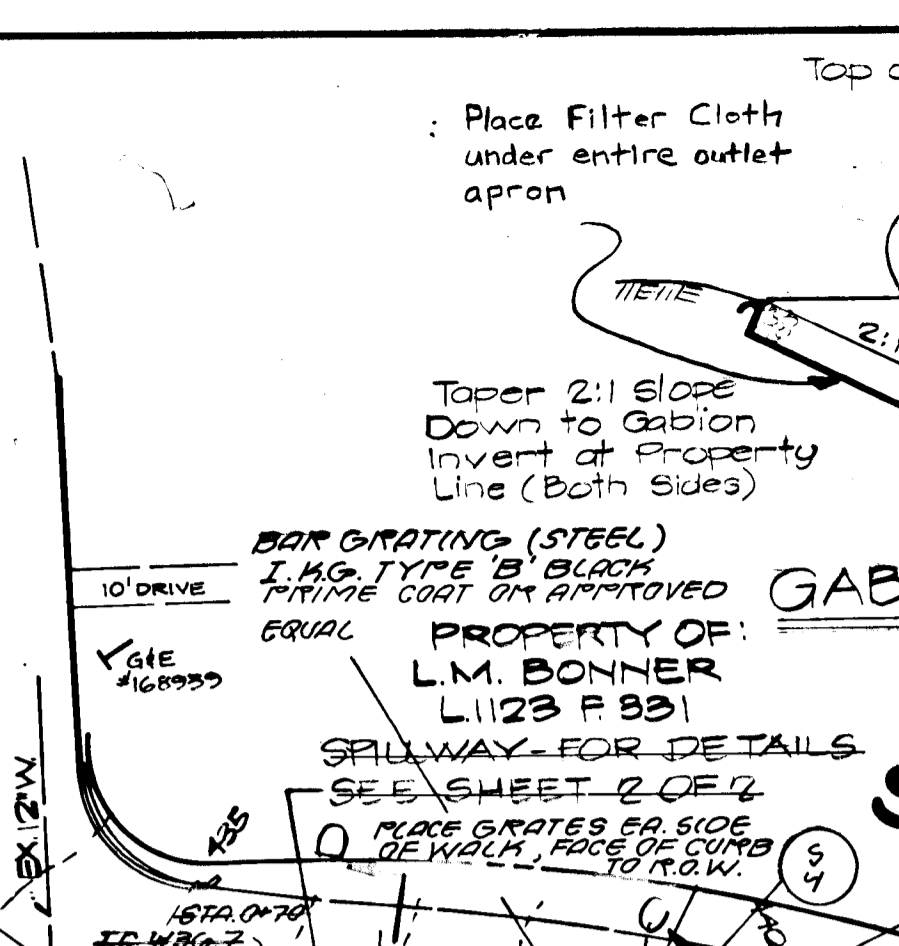 Top
: Place Filter Cloth
under entire outlet
apron
2:1
Taper 2:1 Slope
Down to Gabion
Invert at Property
Line (Both Sides)
BAR GRATING (STEEL)
I.K.G. TYPE 'B' BLACK
PRIME COAT OR APPROVED
EQUAL
10' DRIVE
GAB
PROPERTY OF:
L.M. BONNER
L.1123 F. 331
G&E
#168939
SPILLWAY-FOR DETAILS
SEE SHEET 2 OF 2
EX. 12" W.
435
PLACE GRATES EA. SIDE
OF WALK, FACE OF CURB
TO R.O.W.
S
4
STA. 0+70